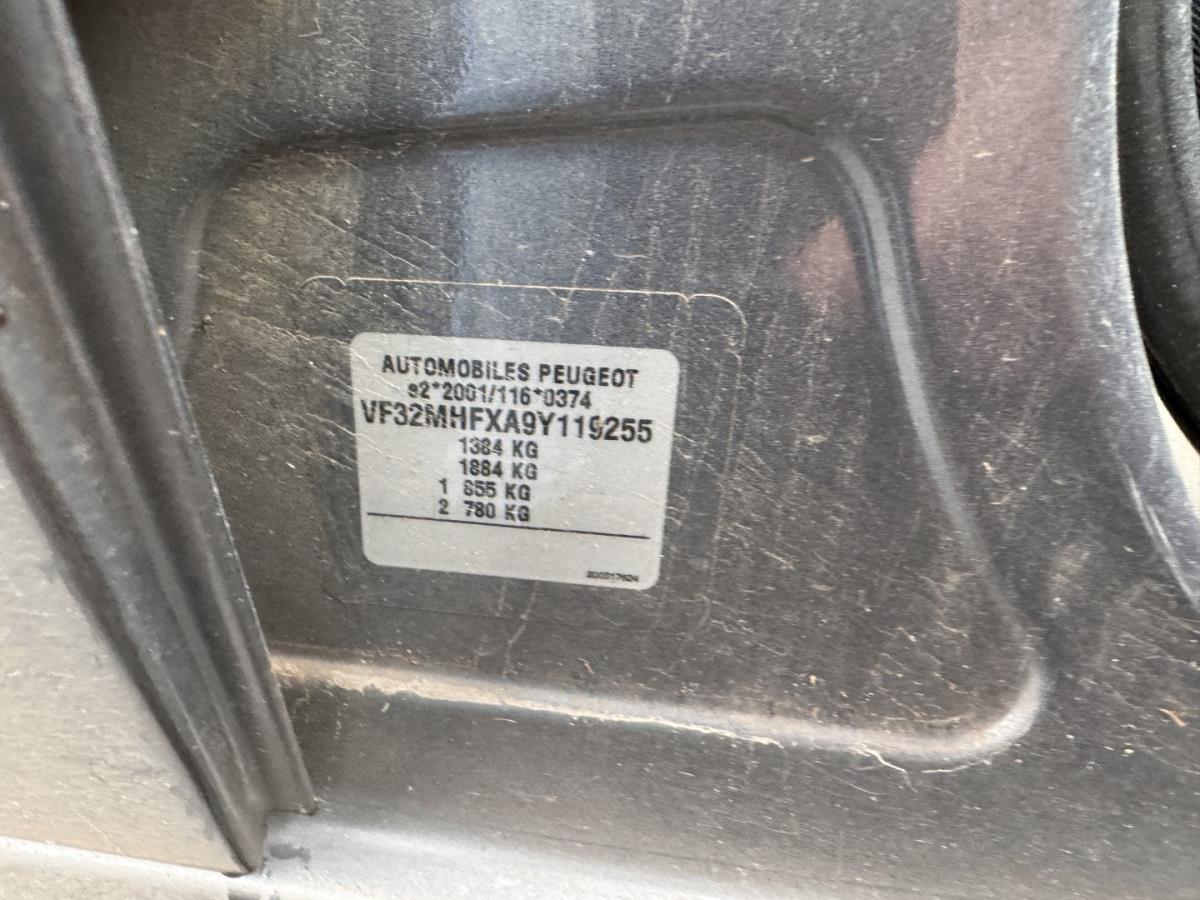 AUTOMOBILES PEUGEOT
e2*2001/116*0374
VF32MHFXA9Y119255
1384 KG
1884 KG
1 855 KG
2 780 KG